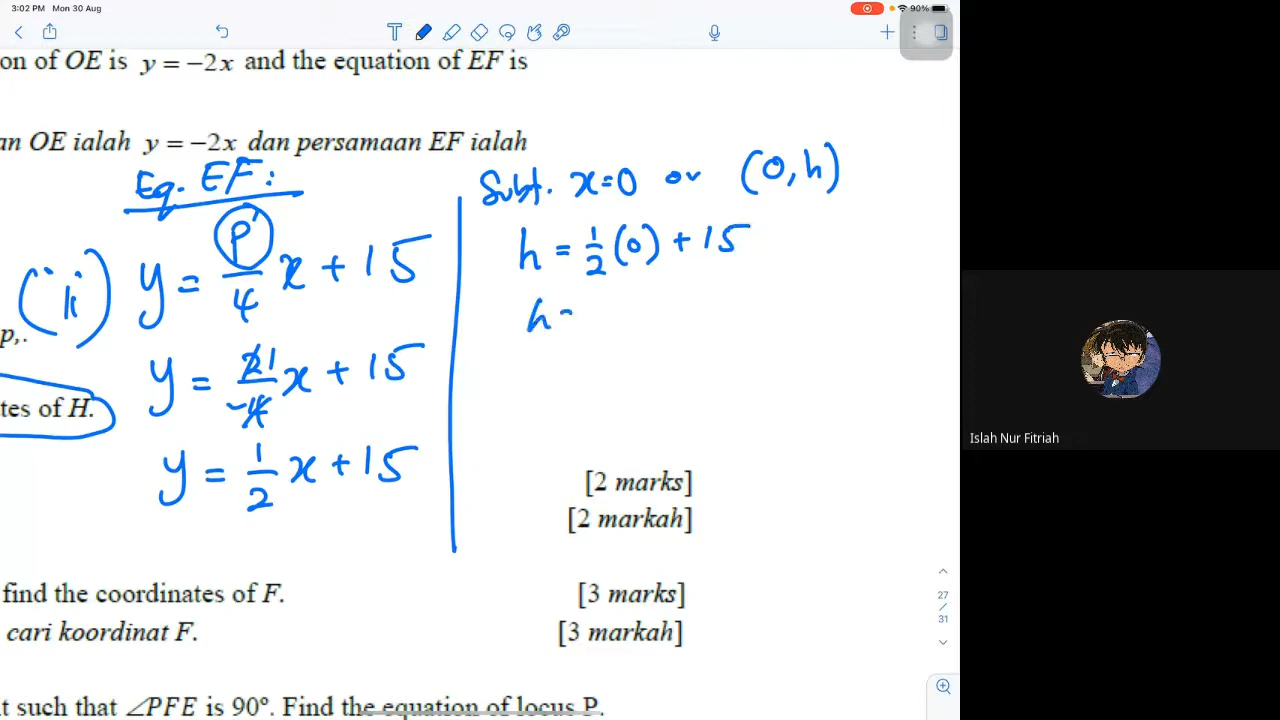 3:02 PM Mon 30 Aug
90%
on of OE is y = −2x and the equation of EF is
an OE ialah y = −2x dan persamaan EF ialah
Eq. EF:
(ii) y = p/4 x + 15
y = 21/4 x + 15
y = 1/2 x + 15
Subt. x=0 or (0, h)
h = 1/2 (0) + 15
h =
p,.
tes of H.
[2 marks]
[2 markah]
find the coordinates of F. [3 marks]
cari koordinat F. [3 markah]
t such that ∠PFE is 90°. Find the equation of locus P.
27
/
31
Islah Nur Fitriah